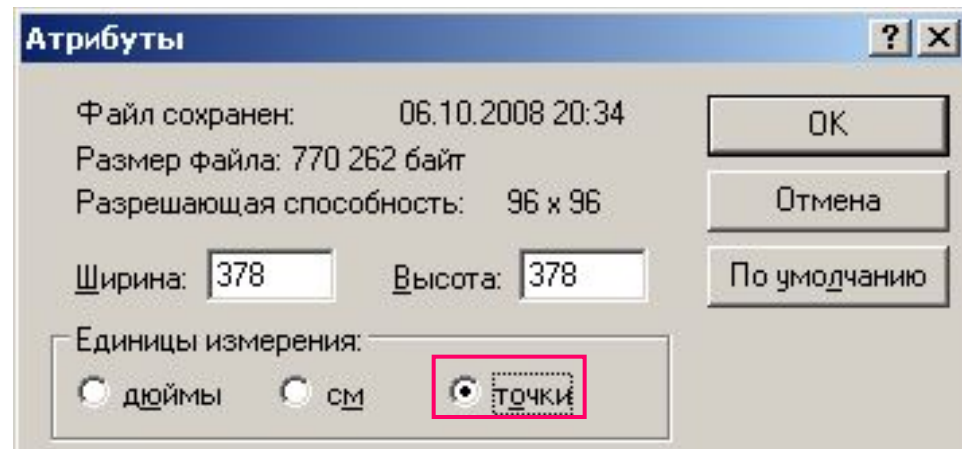 Атрибуты
Файл сохранен: 06.10.2008 20:34
Размер файла: 770 262 байт
Разрешающая способность: 96 x 96
Ширина: 378 Высота: 378
Единицы измерения:
дюймы см точки
OK
Отмена
По умолчанию